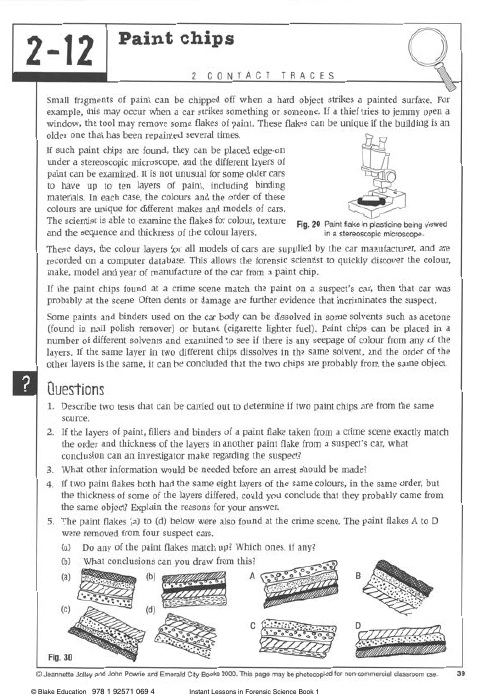 2-12
Paint chips
2 CONTACT TRACES
Small fragments of paint can be chipped off when a hard object strikes a painted surface. For
example, this may occur when a car strikes something or someone. If a thief tries to jemmy open a
window, the tool may remove some flakes of paint. These flakes can be unique if the building is an
older one that has been repainted several times.
If such paint chips are found, they can be placed edge-on
under a stereoscopic microscope, and the different layers of
paint can be examined. It is not unusual for some older cars
to have up to ten layers of paint, including binding
materials. In each case, the colours and the order of these
colours are unique for different makes and models of cars.
The scientist is able to examine the flakes for colour, texture
and the sequence and thickness of the colour layers.
Fig. 29 Paint flake in plasticine being viewed
in a stereoscopic microscope.
These days, the colour layers for all models of cars are supplied by the car manufacturer, and are
recorded on a computer database. This allows the forensic scientist to quickly discover the colour,
make, model and year of manufacture of the car from a paint chip.
If the paint chips found at a crime scene match the paint on a suspect's car, then that car was
probably at the scene. Often dents or damage are further evidence that incriminates the suspect.
Some paints and binders used on the car body can be dissolved in some solvents such as acetone
(found in nail polish remover) or butane (cigarette lighter fuel). Paint chips can be placed in a
number of different solvents and examined to see if there is any seepage of colour from any of the
layers. If the same layer in two different chips dissolves in the same solvent, and the order of the
other layers is the same, it can be concluded that the two chips are probably from the same object.
?
Questions
1. Describe two tests that can be carried out to determine if two paint chips are from the same
source.
2. If the layers of paint, fillers and binders of a paint flake taken from a crime scene exactly match
the order and thickness of the layers in another paint flake from a suspect's car, what
conclusion can an investigator make regarding the suspect?
3. What other information would be needed before an arrest should be made?
4. If two paint flakes both had the same eight layers of the same colours, in the same order, but
the thickness of some of the layers differed, could you conclude that they probably came from
the same object? Explain the reasons for your answer.
5. The paint flakes (a) to (d) below were also found at the crime scene. The paint flakes A to D
were removed from four suspect cars.
(a) Do any of the paint flakes match up? Which ones, if any?
(b) What conclusions can you draw from this?
(a) (b) A B
(c) (d) C D
Fig. 30
© Jeannette Jolley and John Powrie and Emerald City Books 2000. This page may be photocopied for non-commercial classroom use. 39
© Blake Education 978 1 92571 069 4 Instant Lessons in Forensic Science Book 1